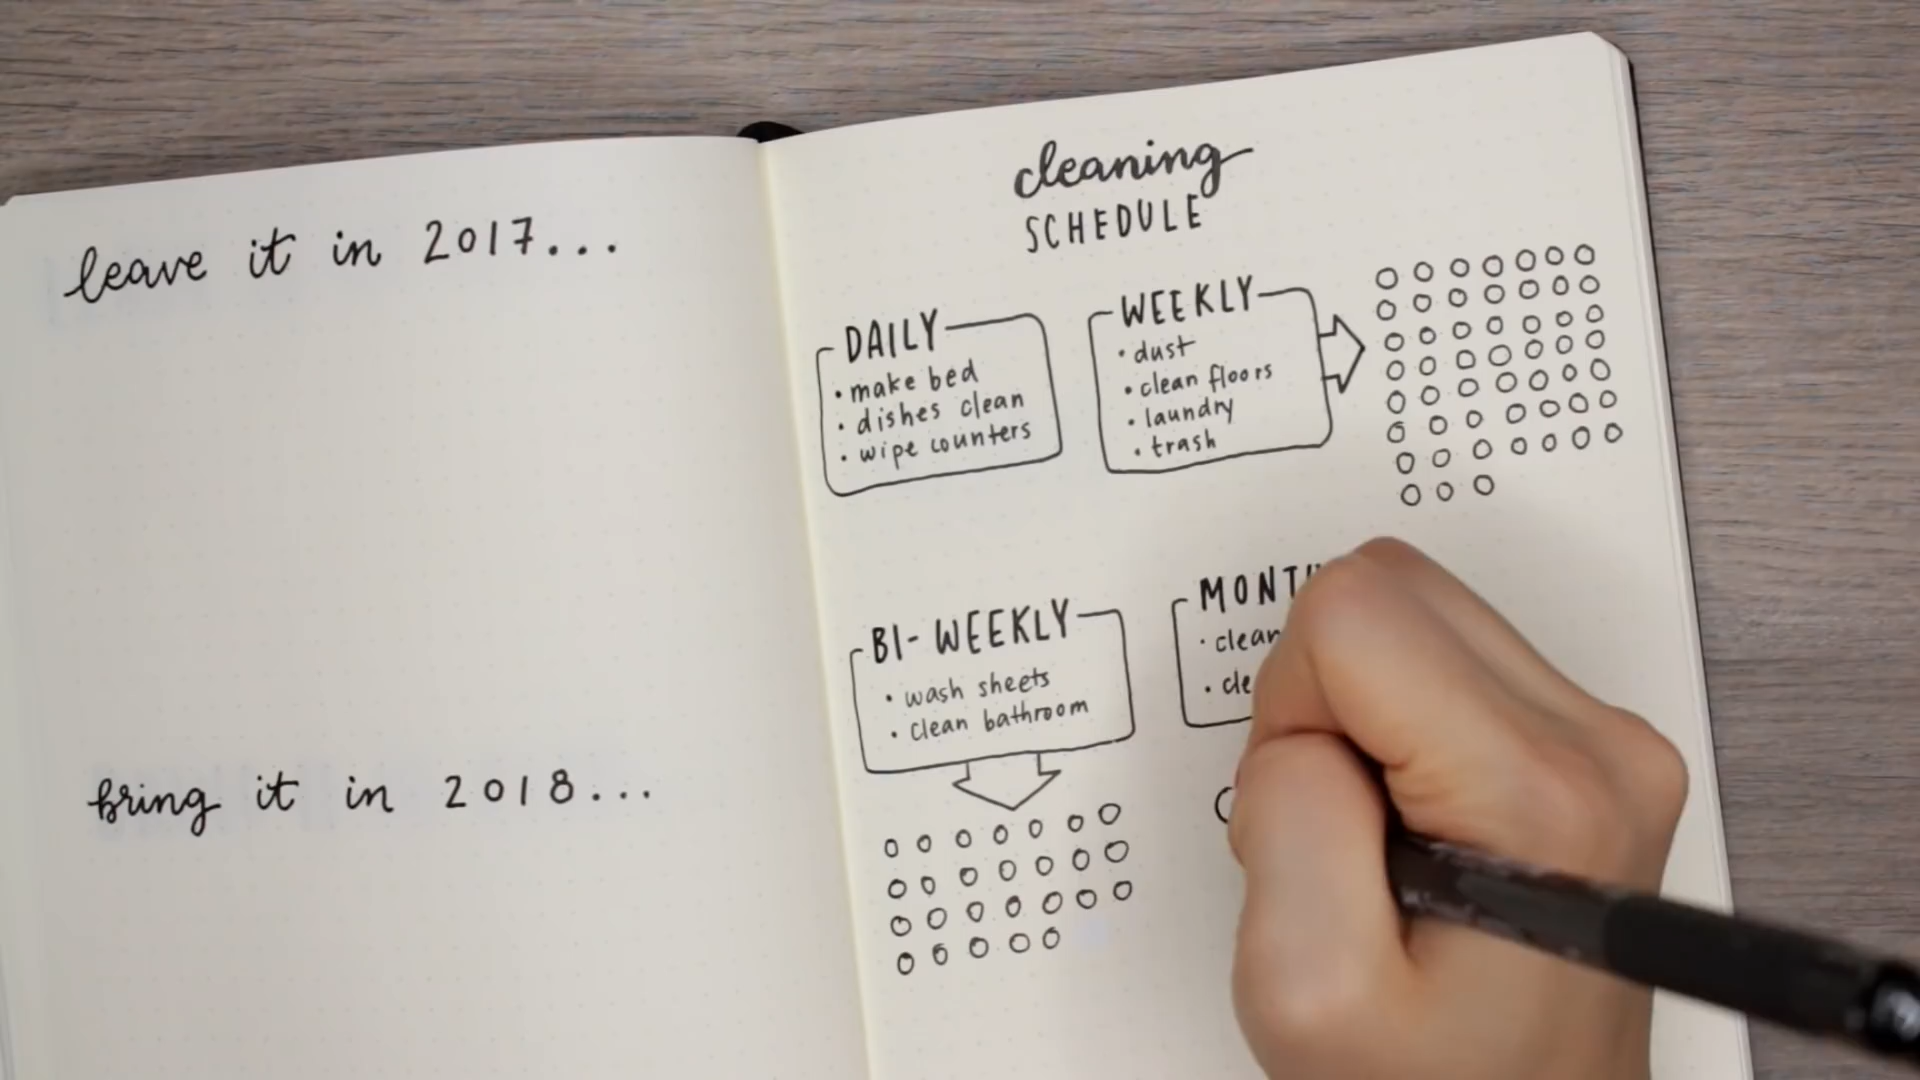 leave it in 2017...
bring it in 2018...
cleaning
SCHEDULE
DAILY
• make bed
• dishes clean
• wipe counters
WEEKLY
• dust
• clean floors
• laundry
• trash
BI-WEEKLY
• wash sheets
• clean bathroom
• clean